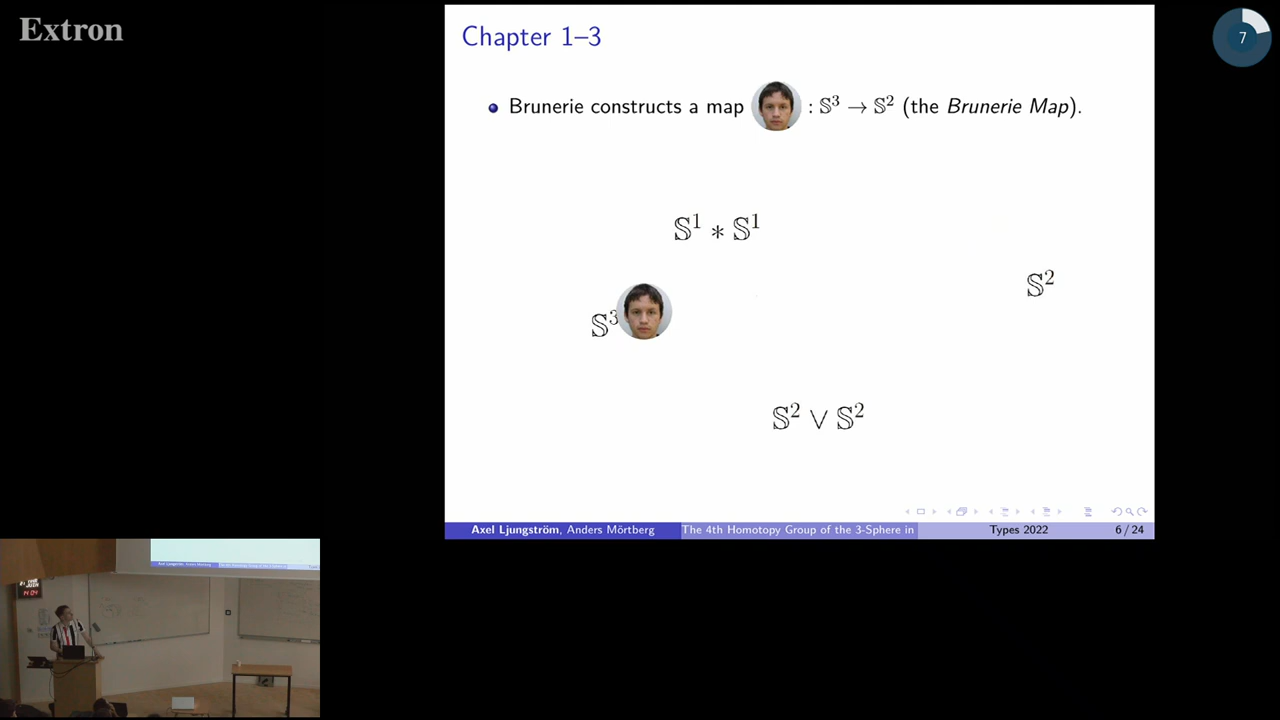 Extron
7
Chapter 1–3
Brunerie constructs a map : 𝕊³ → 𝕊² (the Brunerie Map).
𝕊¹ ∗ 𝕊¹
𝕊²
𝕊³
𝕊² ∨ 𝕊²
Axel Ljungström, Anders Mörtberg The 4th Homotopy Group of the 3-Sphere in Types 2022 6 / 24